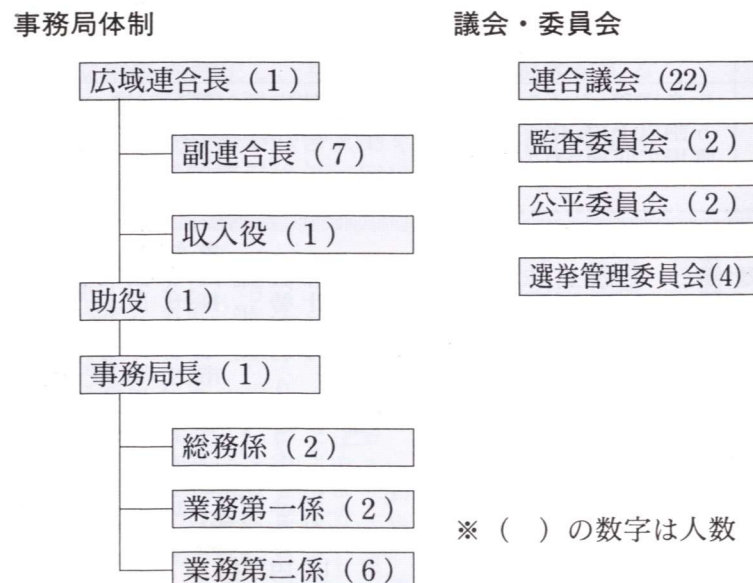 事務局体制
広域連合長（1）
副連合長（7）
収入役（1）
助役（1）
事務局長（1）
総務係（2）
業務第一係（2）
業務第二係（6）
議会・委員会
連合議会（22）
監査委員会（2）
公平委員会（2）
選挙管理委員会(4)
※（　）の数字は人数